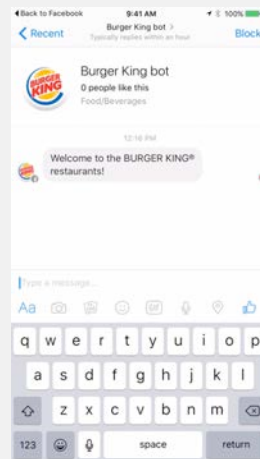 Back to Facebook 9:41 AM 100%
Recent Burger King bot > Block
Typically replies within an hour
BURGER KING
Burger King bot
0 people like this
Food/Beverages
12:16 PM
Welcome to the BURGER KING®
restaurants!
Type a message...
Aa GIF
q w e r t y u i o p
a s d f g h j k l
z x c v b n m
123 space return